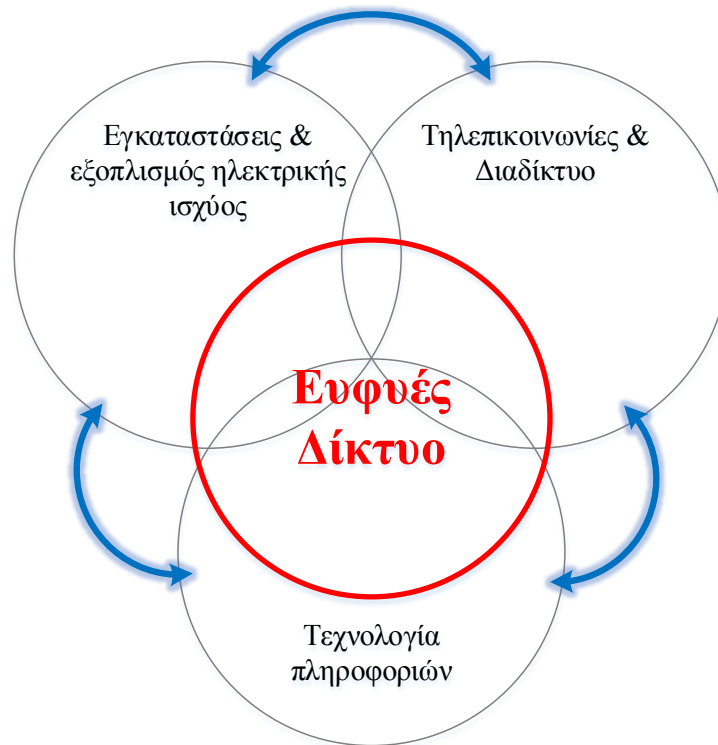 Εγκαταστάσεις &
εξοπλισμός ηλεκτρικής
ισχύος
Τηλεπικοινωνίες &
Διαδίκτυο
Ευφυές
Δίκτυο
Τεχνολογία
πληροφοριών